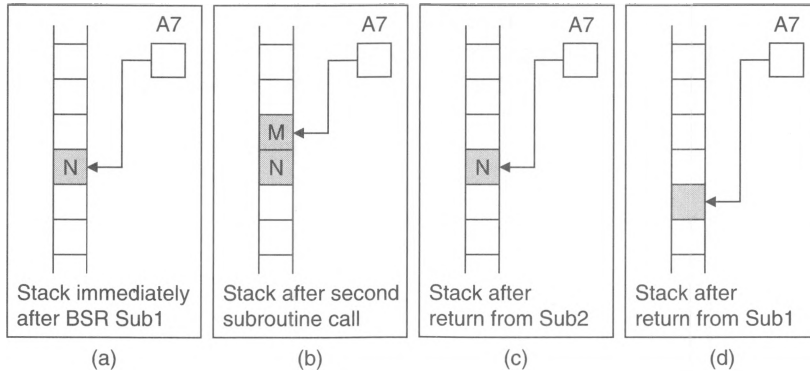 A7
N
Stack immediately
after BSR Sub1
(a)
A7
M
N
Stack after second
subroutine call
(b)
A7
N
Stack after
return from Sub2
(c)
A7
Stack after
return from Sub1
(d)